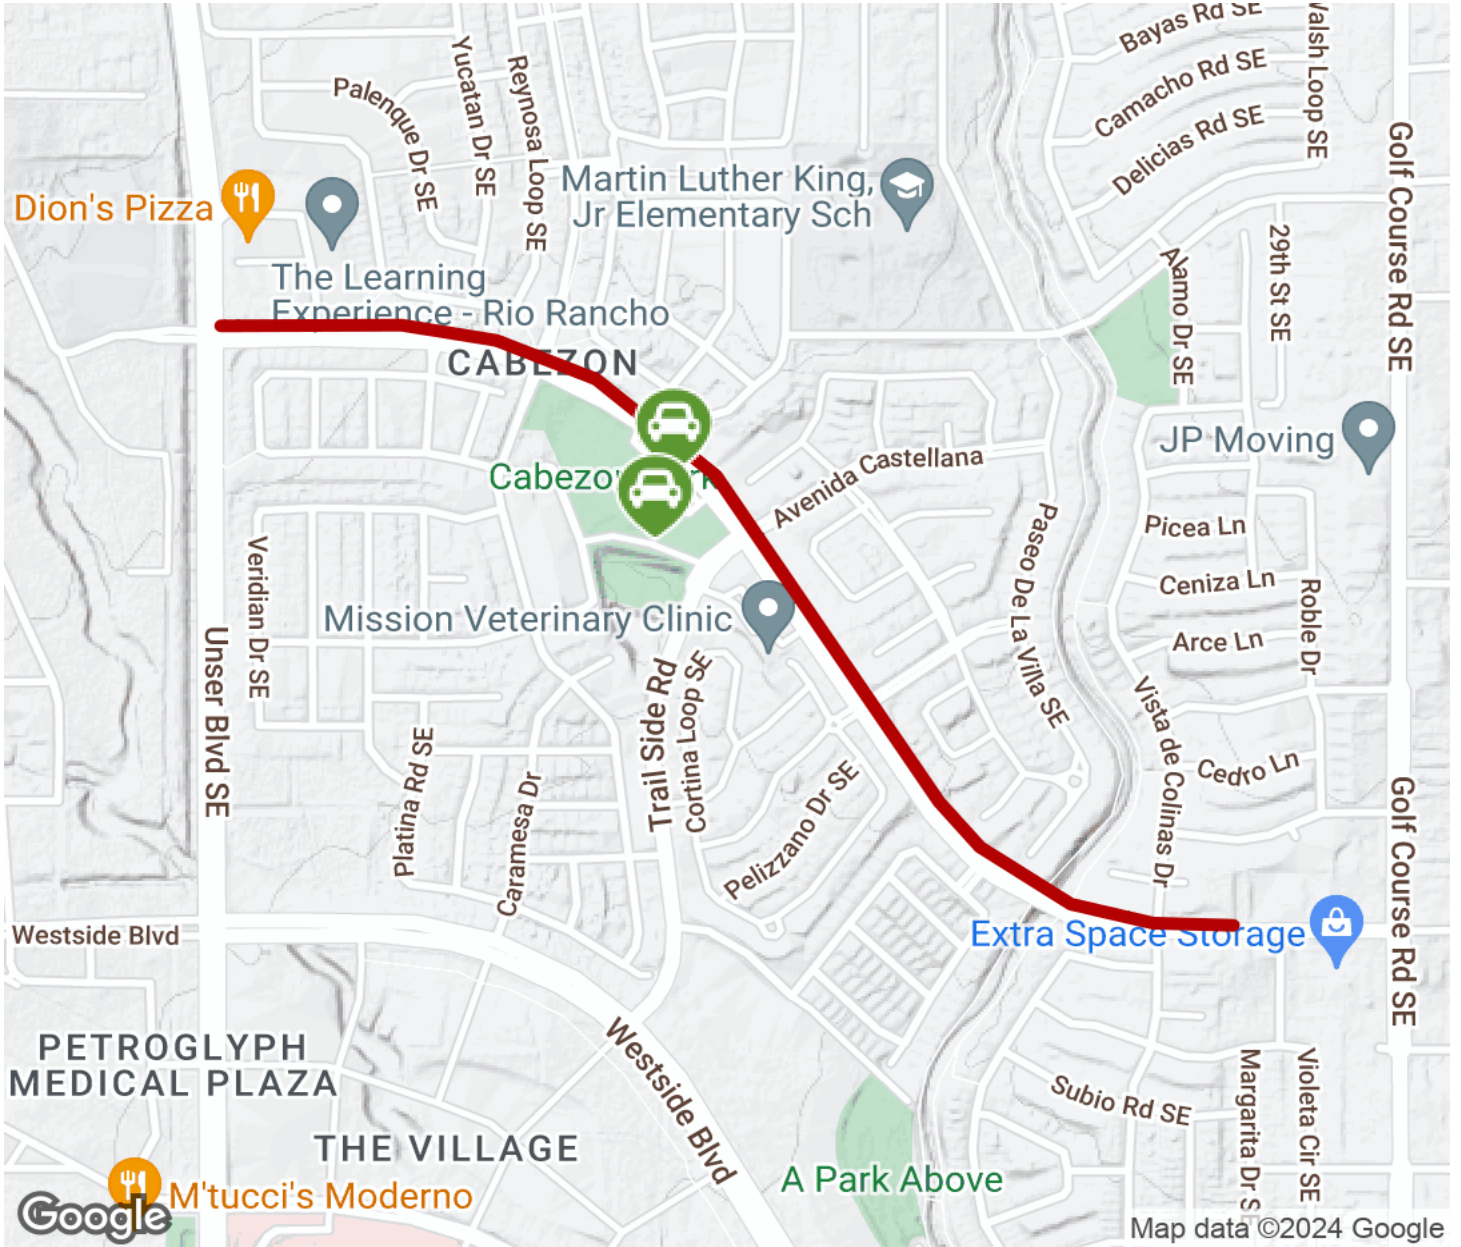 Bayas Rd SE
Camacho Rd SE
Delicias Rd SE
Walsh Loop SE
Golf Course Rd SE
Yucatan Dr SE
Reynosa Loop SE
Palenque Dr SE
Dion's Pizza
Martin Luther King,
Jr Elementary Sch
The Learning
Experience - Rio Rancho
Alamo Dr SE
29th St SE
CABEZON
JP Moving
Avenida Castellana
Picea Ln
Ceniza Ln
Arce Ln
Roble Dr
Paseo De La Villa SE
Veridian Dr SE
Mission Veterinary Clinic
Unser Blvd SE
Trail Side Rd
Cortina Loop SE
Vista de Colinas Dr
Cedro Ln
Platina Rd SE
Caramesa Dr
Pelizzano Dr SE
Golf Course Rd SE
Westside Blvd
Extra Space Storage
PETROGLYPH
MEDICAL PLAZA
Westside Blvd
Subio Rd SE
Margarita Dr S
Violeta Cir SE
THE VILLAGE
A Park Above
M'tucci's Moderno
Google
Map data ©2024 Google